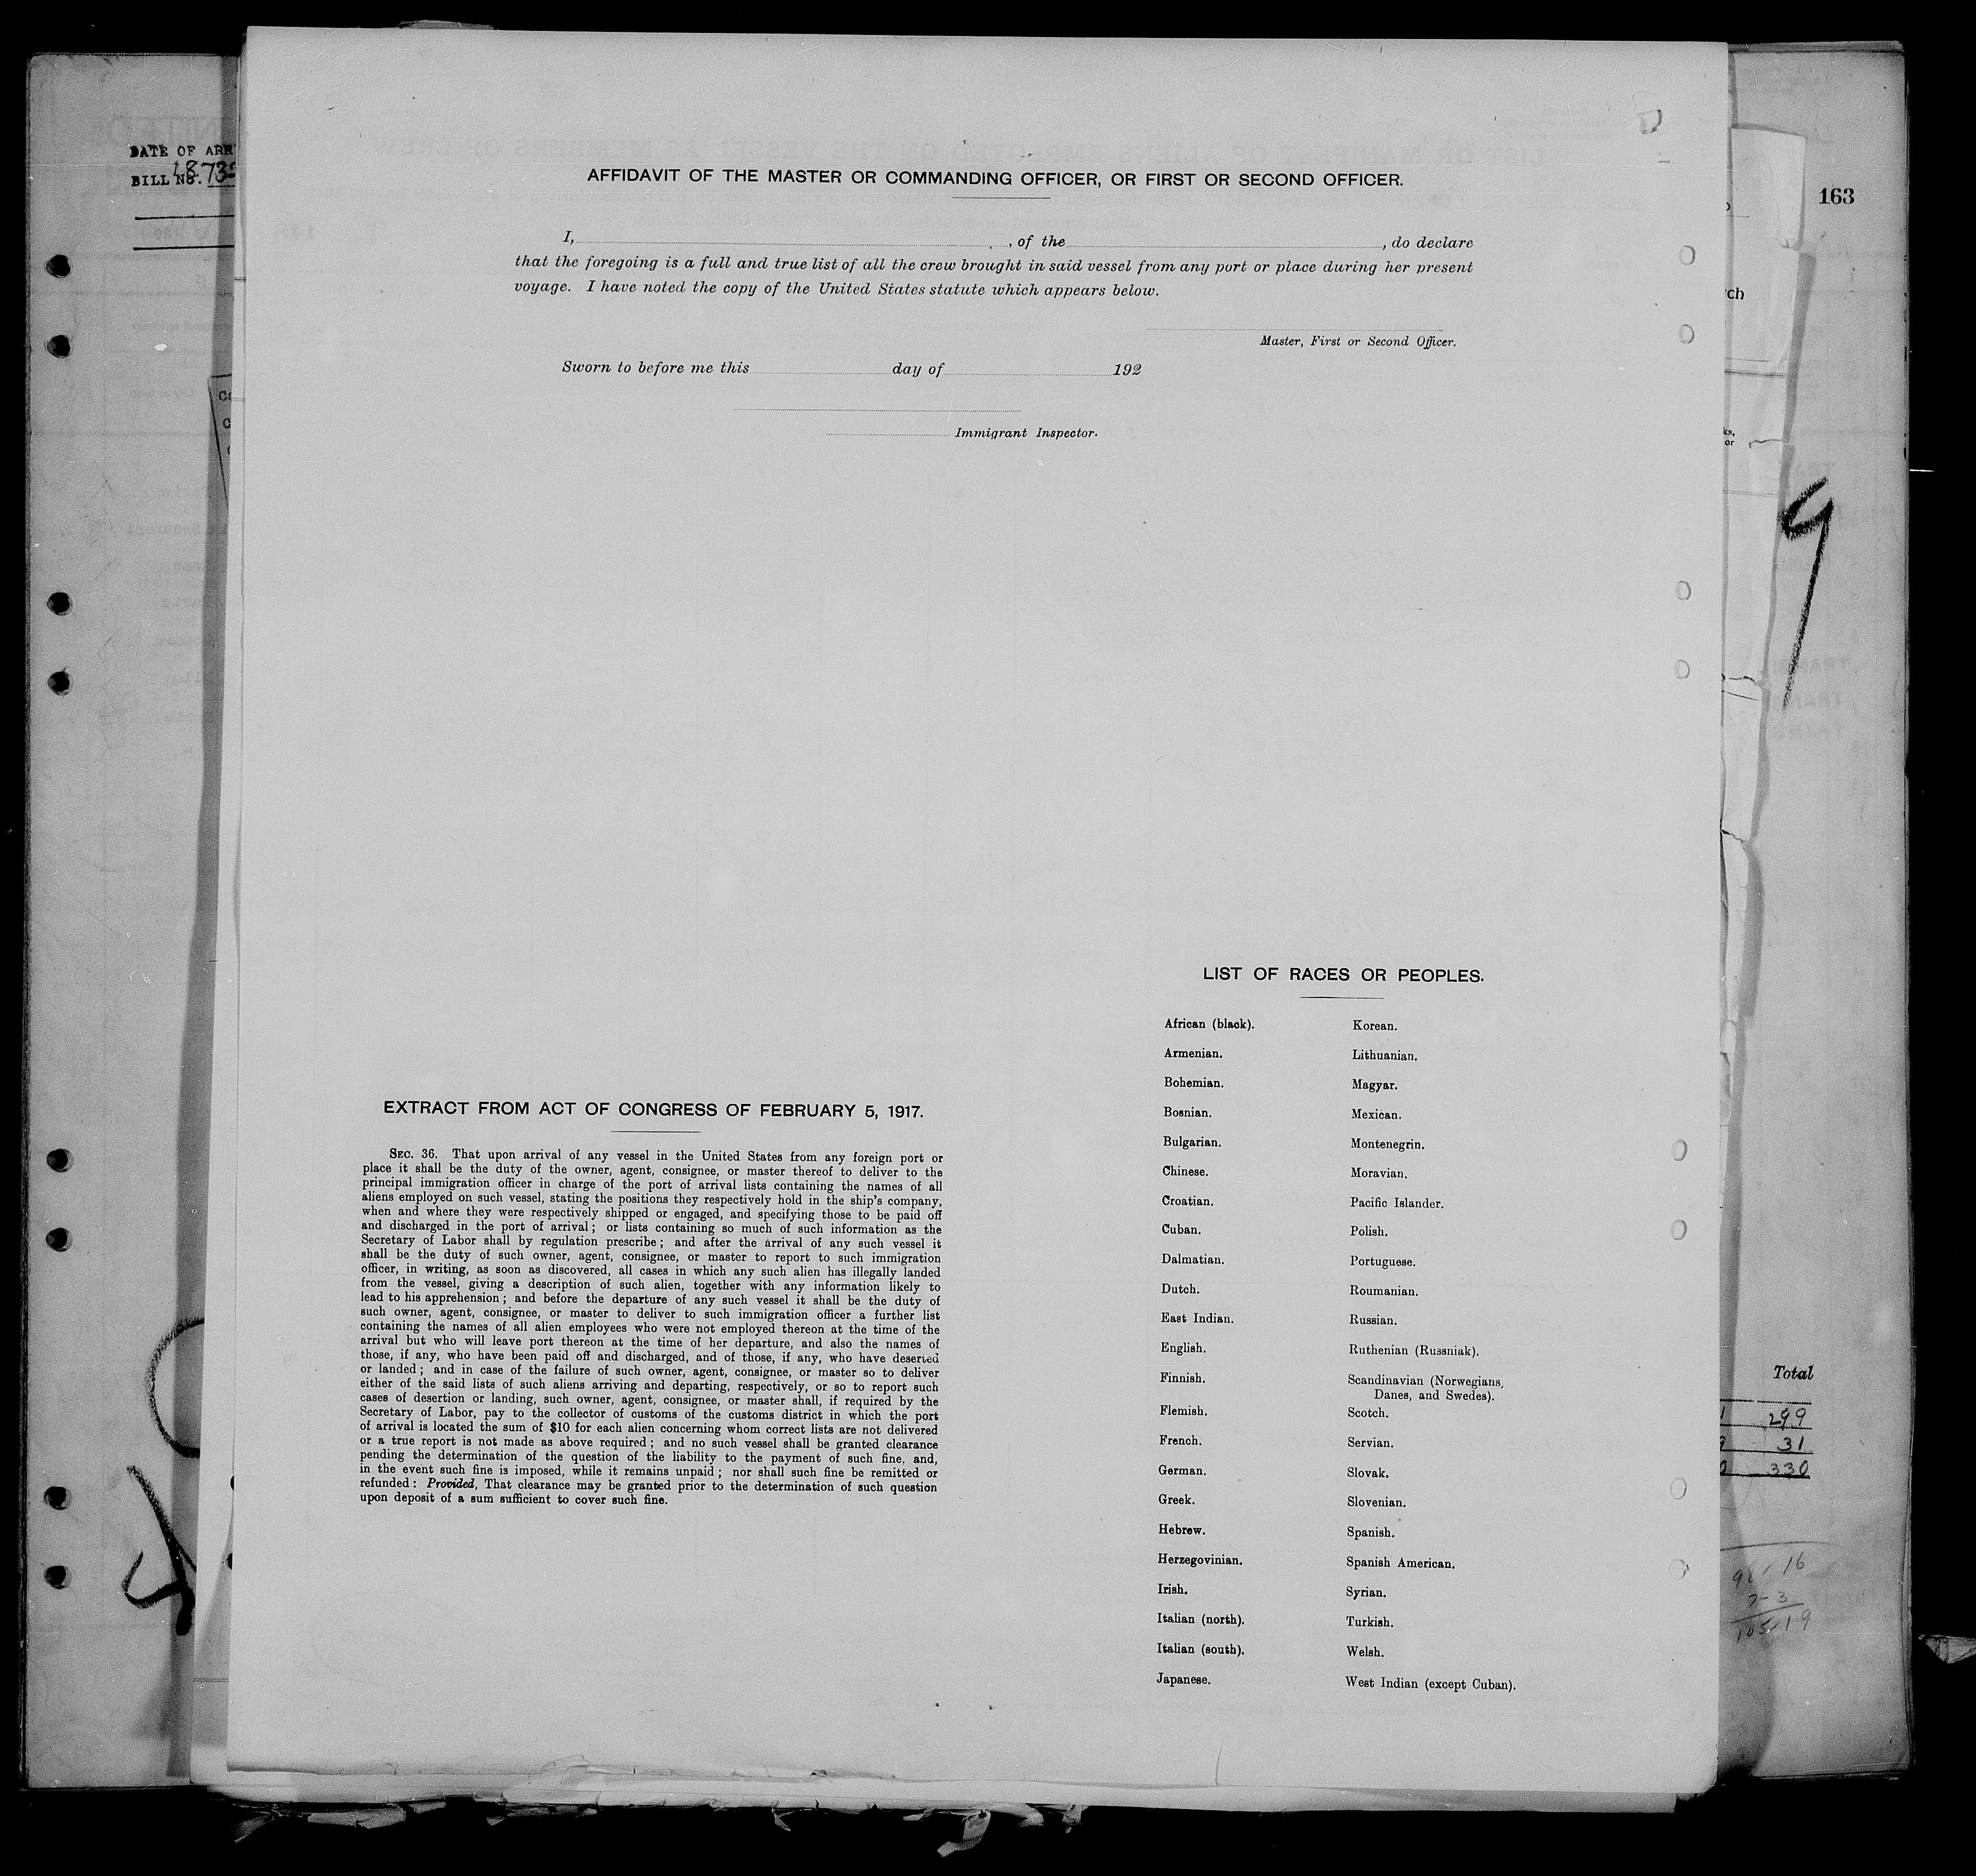 DATE OF ARR
BILL NO. 1873
163
AFFIDAVIT OF THE MASTER OR COMMANDING OFFICER, OR FIRST OR SECOND OFFICER.
I, , of the , do declare
that the foregoing is a full and true list of all the crew brought in said vessel from any port or place during her present
voyage. I have noted the copy of the United States statute which appears below.
Master, First or Second Officer.
Sworn to before me this day of 192
Immigrant Inspector.
9
LIST OF RACES OR PEOPLES.
African (black). Korean.
Armenian. Lithuanian.
Bohemian. Magyar.
Bosnian. Mexican.
Bulgarian. Montenegrin.
Chinese. Moravian.
Croatian. Pacific Islander.
Cuban. Polish.
Dalmatian. Portuguese.
Dutch. Roumanian.
East Indian. Russian.
English. Ruthenian (Russniak).
Finnish. Scandinavian (Norwegians,
Danes, and Swedes).
Flemish. Scotch.
French. Servian.
German. Slovak.
Greek. Slovenian.
Hebrew. Spanish.
Herzegovinian. Spanish American.
Irish. Syrian.
Italian (north). Turkish.
Italian (south). Welsh.
Japanese. West Indian (except Cuban).
EXTRACT FROM ACT OF CONGRESS OF FEBRUARY 5, 1917.
SEC. 36. That upon arrival of any vessel in the United States from any foreign port or
place it shall be the duty of the owner, agent, consignee, or master thereof to deliver to the
principal immigration officer in charge of the port of arrival lists containing the names of all
aliens employed on such vessel, stating the positions they respectively hold in the ship's company,
when and where they were respectively shipped or engaged, and specifying those to be paid off
and discharged in the port of arrival; or lists containing so much of such information as the
Secretary of Labor shall by regulation prescribe; and after the arrival of any such vessel it
shall be the duty of such owner, agent, consignee, or master to report to such immigration
officer, in writing, as soon as discovered, all cases in which any such alien has illegally landed
from the vessel, giving a description of such alien, together with any information likely to
lead to his apprehension; and before the departure of any such vessel it shall be the duty of
such owner, agent, consignee, or master to deliver to such immigration officer a further list
containing the names of all alien employees who were not employed thereon at the time of the
arrival but who will leave port thereon at the time of her departure, and also the names of
those, if any, who have been paid off and discharged, and of those, if any, who have deserted
or landed; and in case of the failure of such owner, agent, consignee, or master so to deliver
either of the said lists of such aliens arriving and departing, respectively, or so to report such
cases of desertion or landing, such owner, agent, consignee, or master shall, if required by the
Secretary of Labor, pay to the collector of customs of the customs district in which the port
of arrival is located the sum of $10 for each alien concerning whom correct lists are not delivered
or a true report is not made as above required; and no such vessel shall be granted clearance
pending the determination of the question of the liability to the payment of such fine, and,
in the event such fine is imposed, while it remains unpaid; nor shall such fine be remitted or
refunded: Provided, That clearance may be granted prior to the determination of such question
upon deposit of a sum sufficient to cover such fine.
Total
299
31
330